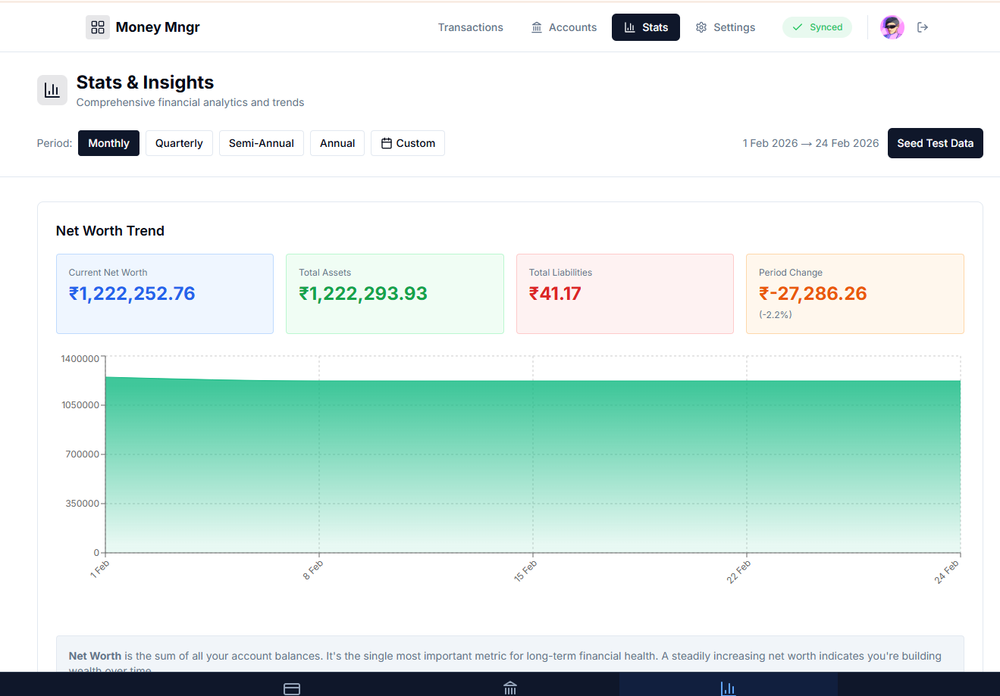 Money Mngr
Transactions
Accounts
Stats
Settings
Synced
Stats & Insights
Comprehensive financial analytics and trends
Period:
Monthly
Quarterly
Semi-Annual
Annual
Custom
1 Feb 2026 → 24 Feb 2026
Seed Test Data
Net Worth Trend
Current Net Worth
₹1,222,252.76
Total Assets
₹1,222,293.93
Total Liabilities
₹41.17
Period Change
₹-27,286.26
(-2.2%)
1400000
1050000
700000
350000
0
1 Feb
8 Feb
15 Feb
22 Feb
24 Feb
Net Worth is the sum of all your account balances. It's the single most important metric for long-term financial health. A steadily increasing net worth indicates you're building
wealth over time.